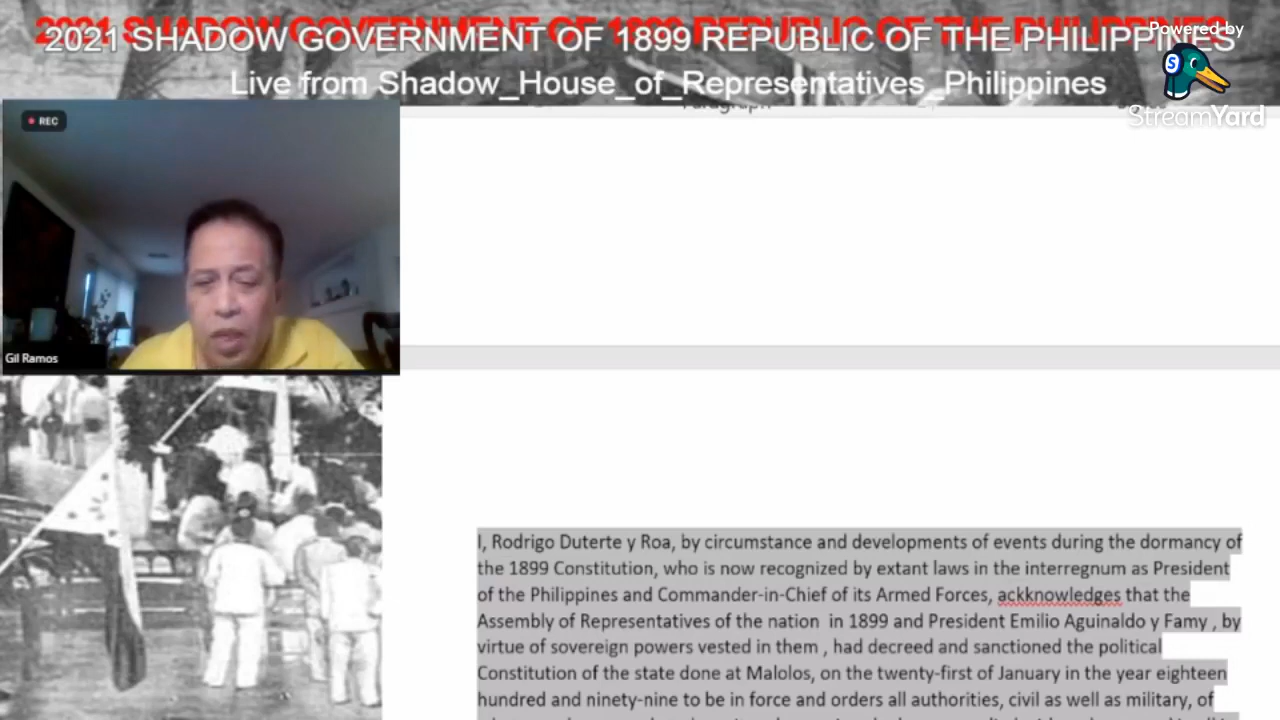 2021 SHADOW GOVERNMENT OF 1899 REPUBLIC OF THE PHILIPPINES
Powered by
Live from Shadow_House_of_Representatives_Philippines
StreamYard
Paragraph
REC
Gil Ramos
I, Rodrigo Duterte y Roa, by circumstance and developments of events during the dormancy of
the 1899 Constitution, who is now recognized by extant laws in the interregnum as President
of the Philippines and Commander-in-Chief of its Armed Forces, ackknowledges that the
Assembly of Representatives of the nation in 1899 and President Emilio Aguinaldo y Famy , by
virtue of sovereign powers vested in them , had decreed and sanctioned the political
Constitution of the state done at Malolos, on the twenty-first of January in the year eighteen
hundred and ninety-nine to be in force and orders all authorities, civil as well as military, of